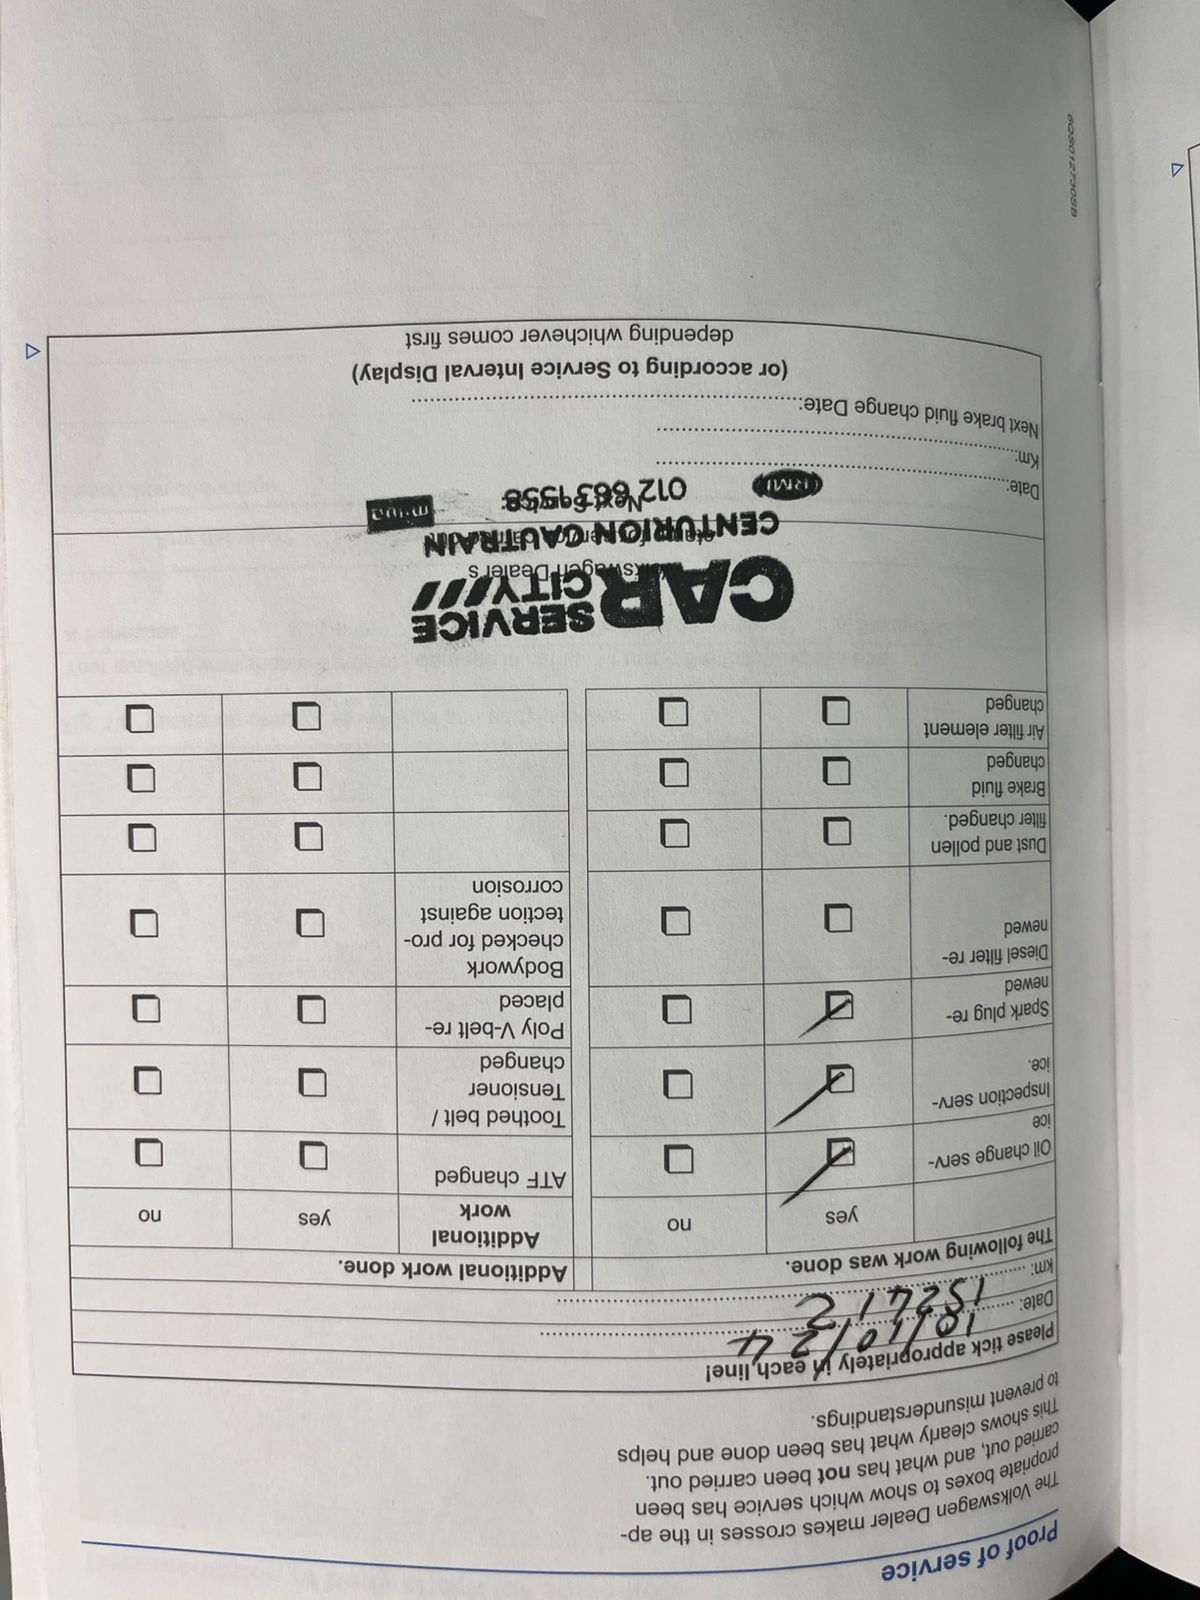 Proof of service
The Volkswagen Dealer makes crosses in the ap-
propriate boxes to show which service has been
carried out, and what has not been carried out.
This shows clearly what has been done and helps
to prevent misunderstandings.
Please tick appropriately in each line!
Date: 10/10/24
km: 152412
The following work was done.
Additional work done.
yes
no
Additional
work
yes
no
Oil change serv-
ice
ATF changed
Inspection serv-
ice.
Toothed belt /
Tensioner
changed
Spark plug re-
newed
Poly V-belt re-
placed
Diesel filter re-
newed
Bodywork
checked for pro-
tection against
corrosion
Dust and pollen
filter changed.
Brake fluid
changed
Air filter element
changed
CAR SERVICE
CITY
Volkswagen Dealer's
CENTURION GAUTRAIN
Next Service:
RMI
012 663 1558
Date:
Km:
Next brake fluid change Date:
(or according to Service Interval Display)
depending whichever comes first
6QS012730SB